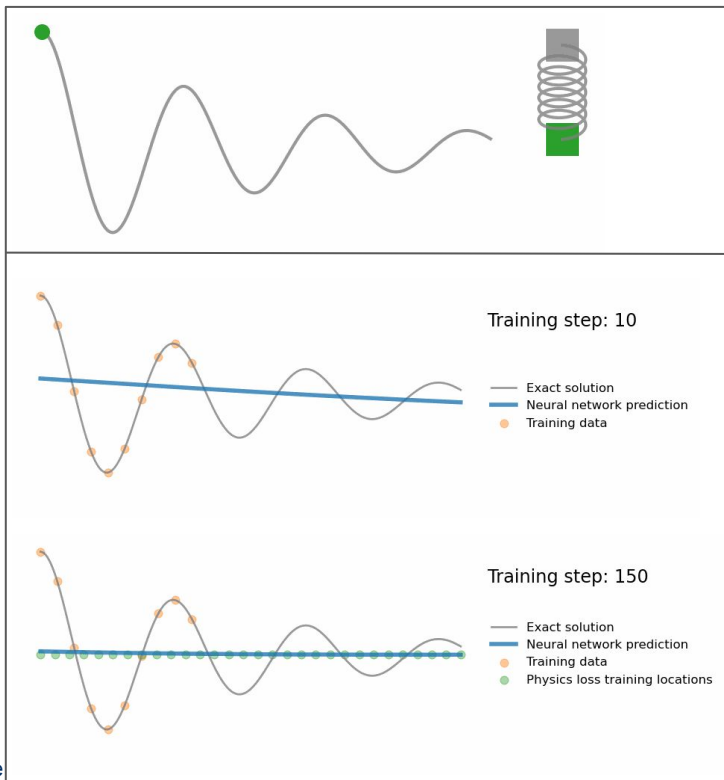 Training step: 10
Exact solution
Neural network prediction
Training data
Training step: 150
Exact solution
Neural network prediction
Training data
Physics loss training locations
e